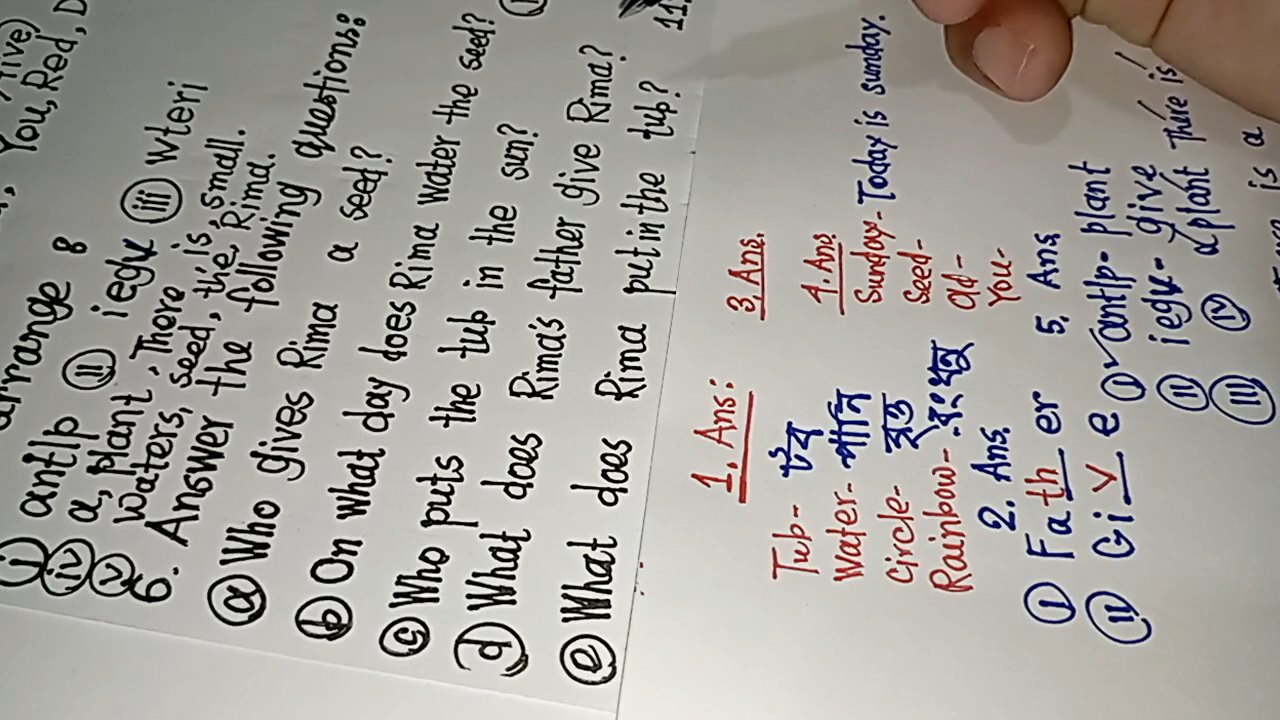 You, Red, D
arrange :
(i) antlp (ii) iegv (iii) wteri
(iv) a, plant, There is
(v) waters, seed, the, small.
6. Answer the Rima.
following questions:
(a) Who gives Rima a seed?
(b) On what day does Rima water the seed?
(c) Who puts the tub in the sun?
(d) What does Rima's father give Rima?
(e) What does Rima put in the tub?
11.
1. Ans:
Tub- টব
Water- পানি
Circle- বৃত্ত
Rainbow- রংধনু
2. Ans.
(i) Father
(ii) Give
3. Ans.
4. Ans
Sunday- Today is sunday.
Seed-
Old-
You-
5. Ans
(i) antlp- plant
(ii) iegv- give
(iii) (iv) a plant There is
is a